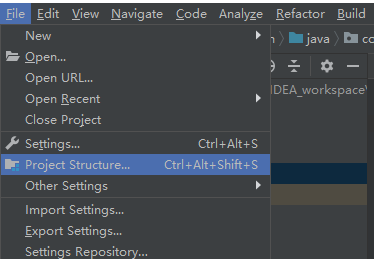 File Edit View Navigate Code Analyze Refactor Build
New
java
Open...
Open URL...
IDEA_workspace\
Open Recent
Close Project
Settings... Ctrl+Alt+S
Project Structure... Ctrl+Alt+Shift+S
Other Settings
Import Settings...
Export Settings...
Settings Repository...